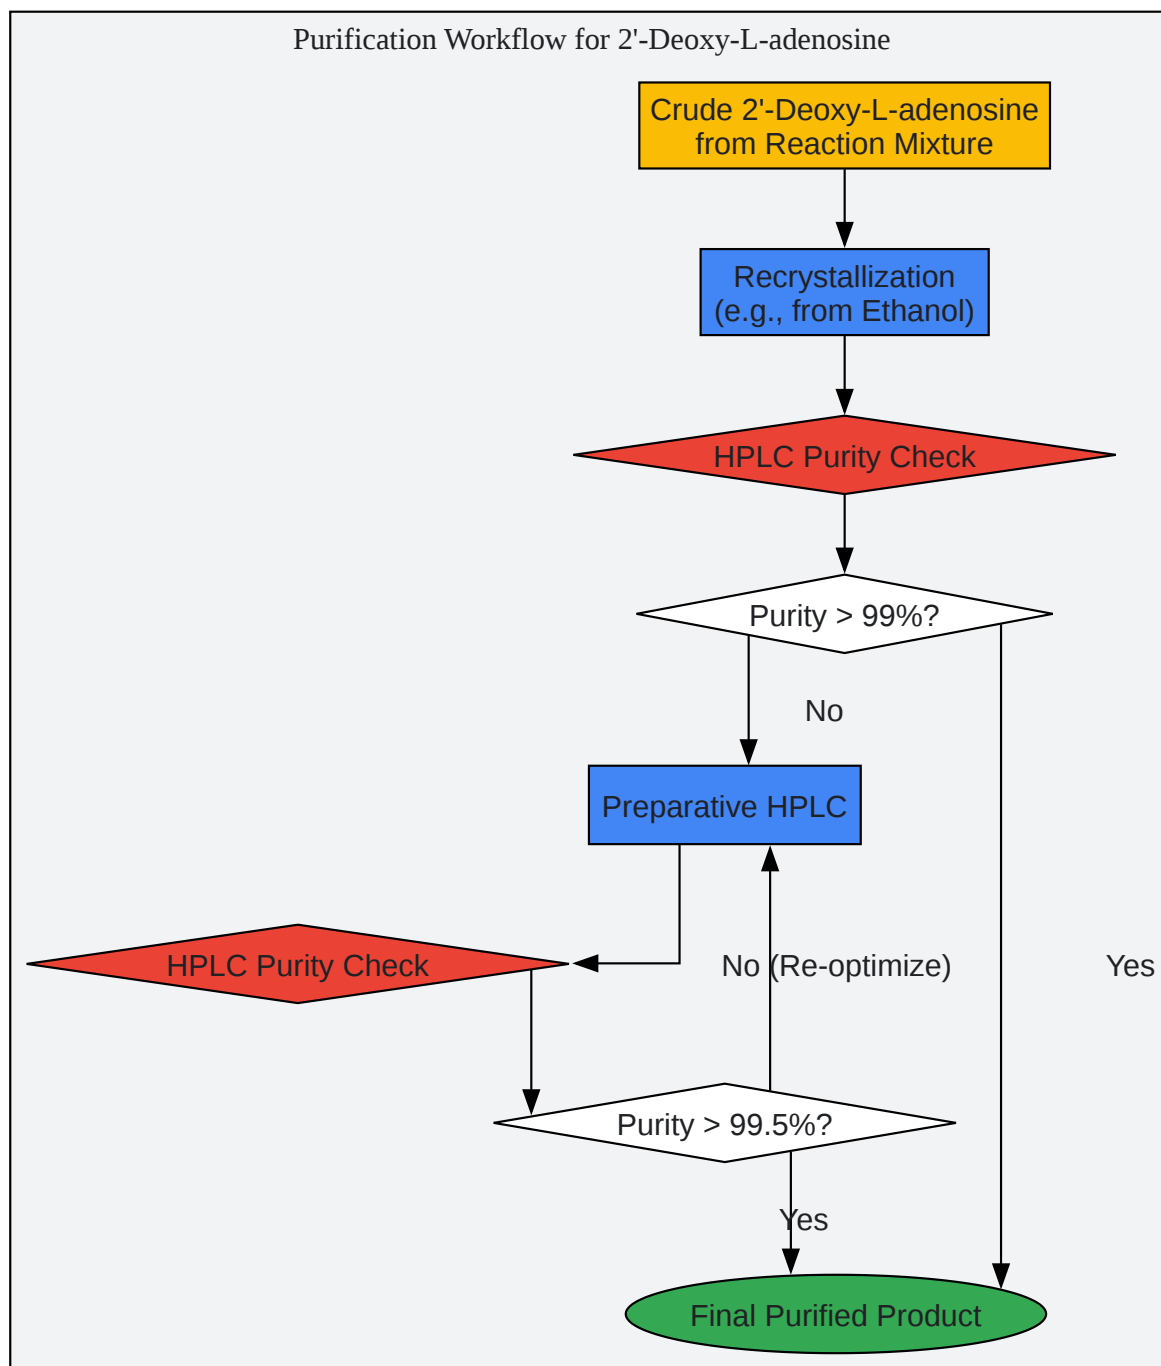 Purification Workflow for 2'-Deoxy-L-adenosine
Crude 2'-Deoxy-L-adenosine
from Reaction Mixture
Recrystallization
(e.g., from Ethanol)
HPLC Purity Check
Purity > 99%?
No
Preparative HPLC
HPLC Purity Check
No (Re-optimize)
Yes
Purity > 99.5%?
Yes
Final Purified Product